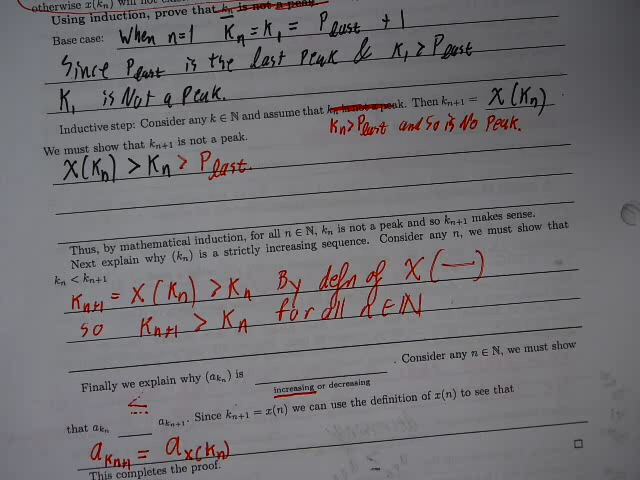 otherwise x(kn) will not
Using induction, prove that kn is not a peak
Base case: When n=1 Kn = K1 = Plast + 1
Since Plast is the last Peak & K1 > Plast
K1 is Not a Peak.
Inductive step: Consider any k ∈ ℕ and assume that kn is not a peak. Then kn+1 = X(Kn)
Kn > Plast and so is No Peak.
We must show that kn+1 is not a peak.
X(Kn) > Kn > Plast.
Thus, by mathematical induction, for all n ∈ ℕ, kn is not a peak and so kn+1 makes sense.
Next explain why (kn) is a strictly increasing sequence. Consider any n, we must show that
kn < kn+1
Kn+1 = X(Kn) > Kn By defn of X(—)
so Kn+1 > Kn for all n ∈ ℕ
Finally we explain why (akn) is ________ . Consider any n ∈ ℕ, we must show
increasing or decreasing
that akn ___ akn+1. Since kn+1 = x(n) we can use the definition of x(n) to see that
≤
aKn+1 = aX(Kn)
This completes the proof. □